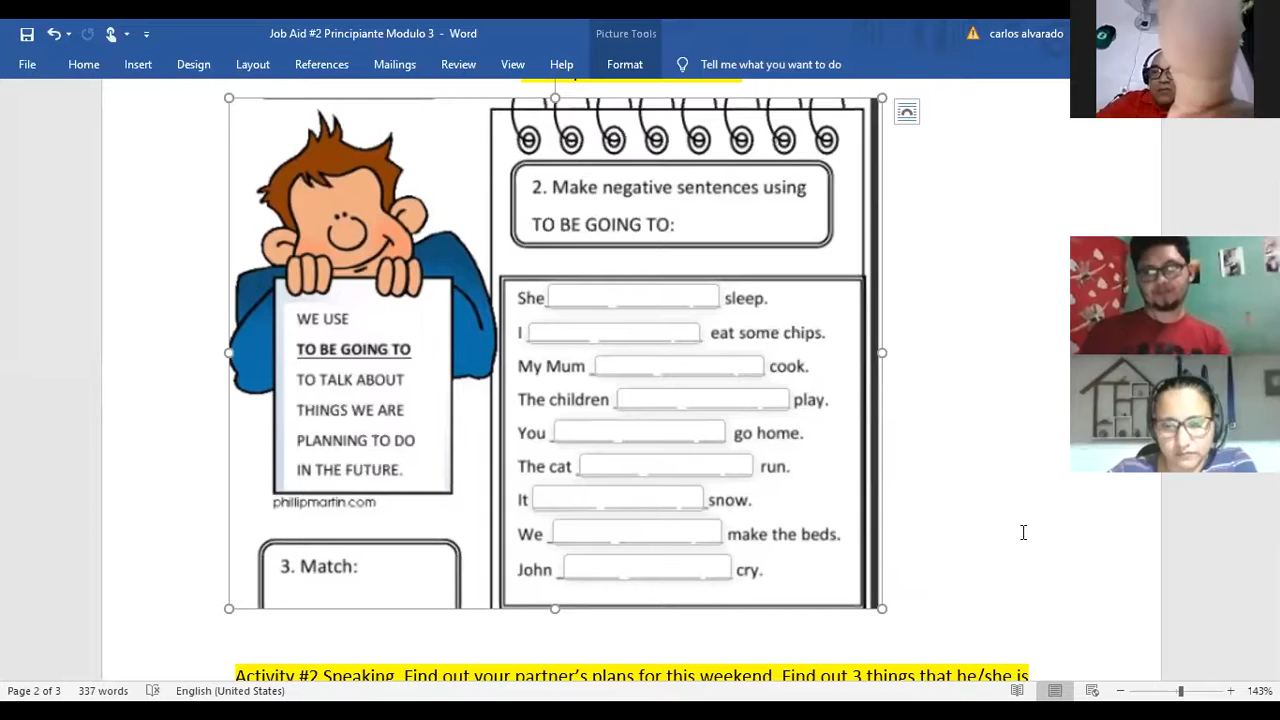 Job Aid #2 Principiante Modulo 3 - Word
Picture Tools
carlos alvarado
File Home Insert Design Layout References Mailings Review View Help Format Tell me what you want to do
2. Make negative sentences using
TO BE GOING TO:
WE USE
TO BE GOING TO
TO TALK ABOUT
THINGS WE ARE
PLANNING TO DO
IN THE FUTURE.
phillipmartin.com
3. Match:
She sleep.
I eat some chips.
My Mum cook.
The children play.
You go home.
The cat run.
It snow.
We make the beds.
John cry.
Activity #2 Speaking. Find out your partner's plans for this weekend. Find out 3 things that he/she is
Page 2 of 3 337 words English (United States) 143%